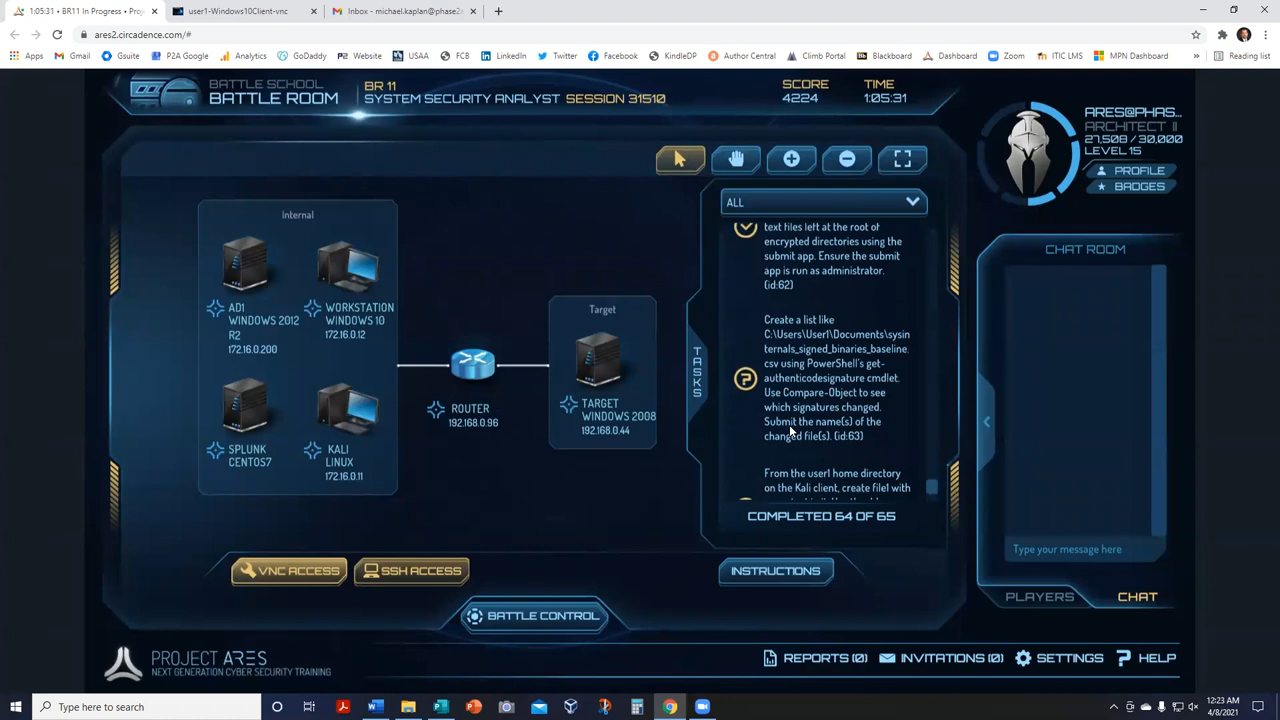 1:05:31 - BR11 In Progress - Proje
user1-Windows10Client-vnc
Inbox - michael.kaplan@phase2
ares2.circadence.com/#
Apps
Gmail
Gsuite
P2A Google
Analytics
GoDaddy
Website
USAA
FCB
LinkedIn
Twitter
Facebook
KindleDP
Author Central
Climb Portal
Blackboard
Dashboard
Zoom
ITIC LMS
MPN Dashboard
Reading list
BATTLE SCHOOL
BATTLE ROOM
BR 11
SYSTEM SECURITY ANALYST SESSION 31510
SCORE
4224
TIME
1:05:31
ARES@PHAS...
ARCHITECT II
27,508 / 30,000
LEVEL 15
PROFILE
BADGES
Internal
AD1
WINDOWS 2012
R2
172.16.0.200
WORKSTATION
WINDOWS 10
172.16.0.12
SPLUNK
CENTOS7
KALI
LINUX
172.16.0.11
ROUTER
192.168.0.96
Target
TARGET
WINDOWS 2008
192.168.0.44
TASKS
ALL
text files left at the root of
encrypted directories using the
submit app. Ensure the submit
app is run as administrator.
(id:62)
Create a list like
C:\Users\User1\Documents\sysin
ternals_signed_binaries_baseline.
csv using PowerShell's get-
authenticodesignature cmdlet.
Use Compare-Object to see
which signatures changed.
Submit the name(s) of the
changed file(s). (id:63)
From the user1 home directory
on the Kali client, create file1 with
COMPLETED 64 OF 65
CHAT ROOM
Type your message here
PLAYERS
CHAT
VNC ACCESS
SSH ACCESS
INSTRUCTIONS
BATTLE CONTROL
PROJECT ARES
NEXT GENERATION CYBER SECURITY TRAINING
REPORTS (0)
INVITATIONS (0)
SETTINGS
HELP
Type here to search
12:23 AM
4/8/2021